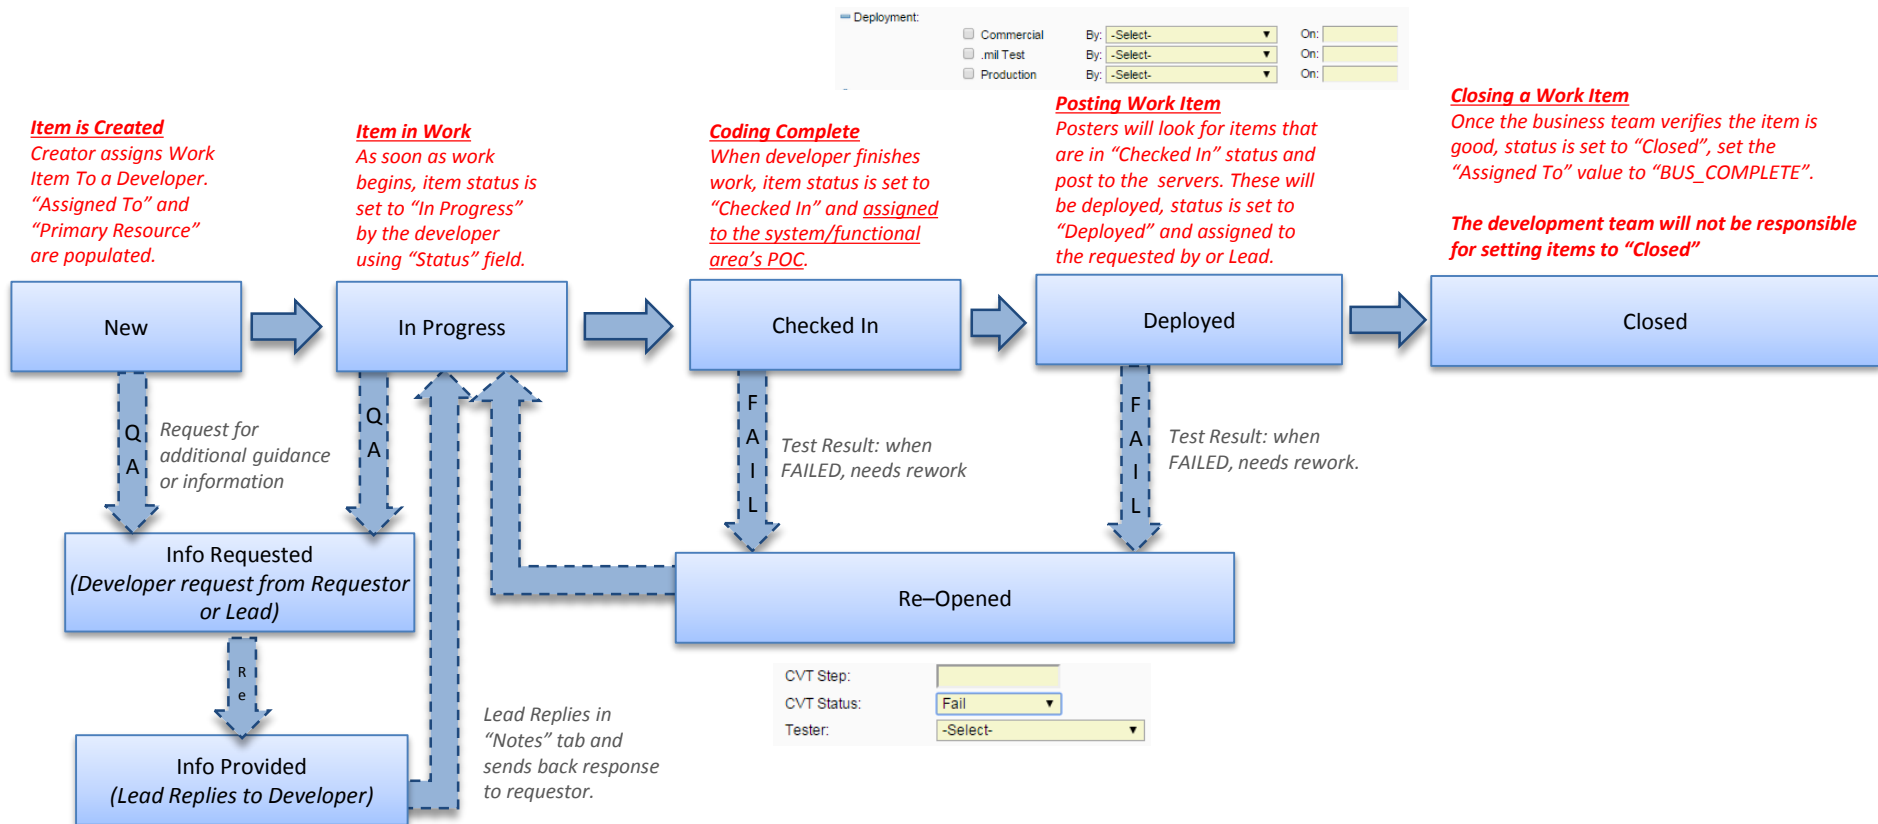 Deployment:
Commercial By: -Select- On:
.mil Test By: -Select- On:
Production By: -Select- On:
Item is Created
Creator assigns Work
Item To a Developer.
“Assigned To” and
“Primary Resource”
are populated.
Item in Work
As soon as work
begins, item status is
set to “In Progress”
by the developer
using “Status” field.
Coding Complete
When developer finishes
work, item status is set to
“Checked In” and assigned
to the system/functional
area’s POC.
Posting Work Item
Posters will look for items that
are in “Checked In” status and
post to the servers. These will
be deployed, status is set to
“Deployed” and assigned to
the requested by or Lead.
Closing a Work Item
Once the business team verifies the item is
good, status is set to “Closed”, set the
“Assigned To” value to “BUS_COMPLETE”.
The development team will not be responsible
for setting items to “Closed”
New
In Progress
Checked In
Deployed
Closed
Q
A
Request for
additional guidance
or information
Q
A
F
A
I
L
Test Result: when
FAILED, needs rework
F
A
I
L
Test Result: when
FAILED, needs rework.
Info Requested
(Developer request from Requestor
or Lead)
Re–Opened
R
e
Info Provided
(Lead Replies to Developer)
Lead Replies in
“Notes” tab and
sends back response
to requestor.
CVT Step:
CVT Status: Fail
Tester: -Select-